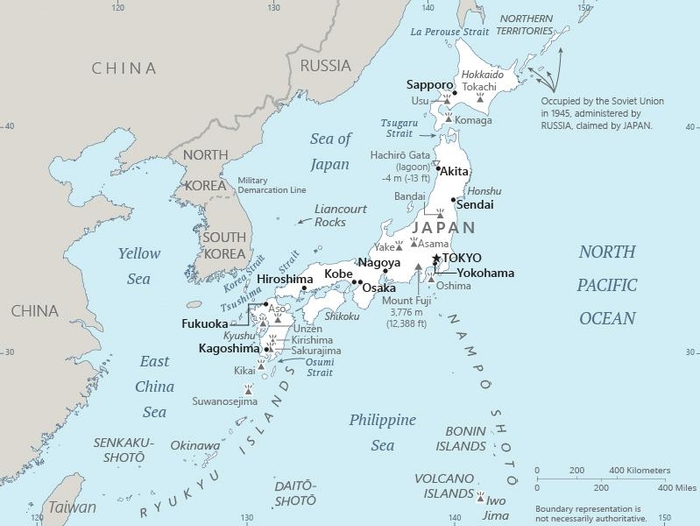 120
130
140
150
NORTHERN
TERRITORIES
La Perouse Strait
CHINA
RUSSIA
Hokkaido
Sapporo
Tokachi
Usu
Occupied by the Soviet Union
in 1945, administered by
RUSSIA, claimed by JAPAN.
Komaga
Tsugaru
Strait
40
40
Sea of
Japan
NORTH
KOREA
Hachirō Gata
(lagoon)
-4 m (-13 ft)
Akita
Military
Demarcation Line
Bandai
Honshu
Sendai
Liancourt
Rocks
JAPAN
SOUTH
KOREA
Yellow
Sea
Yake
Asama
NORTH
PACIFIC
OCEAN
TOKYO
Nagoya
Yokohama
Korea Strait
Tsushima Strait
Hiroshima
Kobe
Osaka
Oshima
Mount Fuji
3,776 m
(12,388 ft)
CHINA
Aso
Shikoku
Fukuoka
Kyushu
Unzen
Kirishima
Sakurajima
Kagoshima
30
30
Osumi
Strait
Kikai
East
China
Sea
Suwanosejima
NAMPŌ SHOTŌ
Philippine
Sea
SENKAKU-
SHOTŌ
Okinawa
RYUKYU ISLANDS
BONIN
ISLANDS
0 200 400 Kilometers
0 200 400 Miles
DAITŌ-
SHOTŌ
VOLCANO
ISLANDS
Iwo
Jima
Taiwan
Boundary representation is
not necessarily authoritative.
120
130
140
150